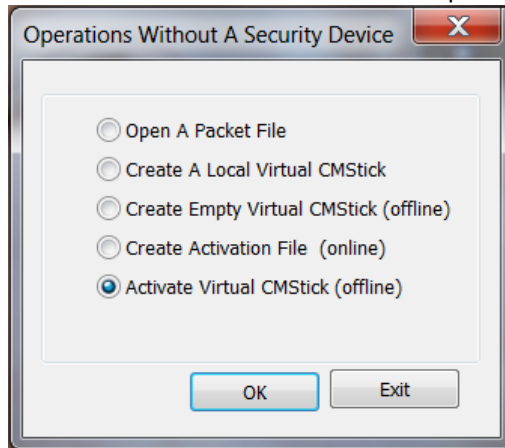 Operations Without A Security Device
X
Open A Packet File
Create A Local Virtual CMStick
Create Empty Virtual CMStick (offline)
Create Activation File (online)
Activate Virtual CMStick (offline)
OK
Exit